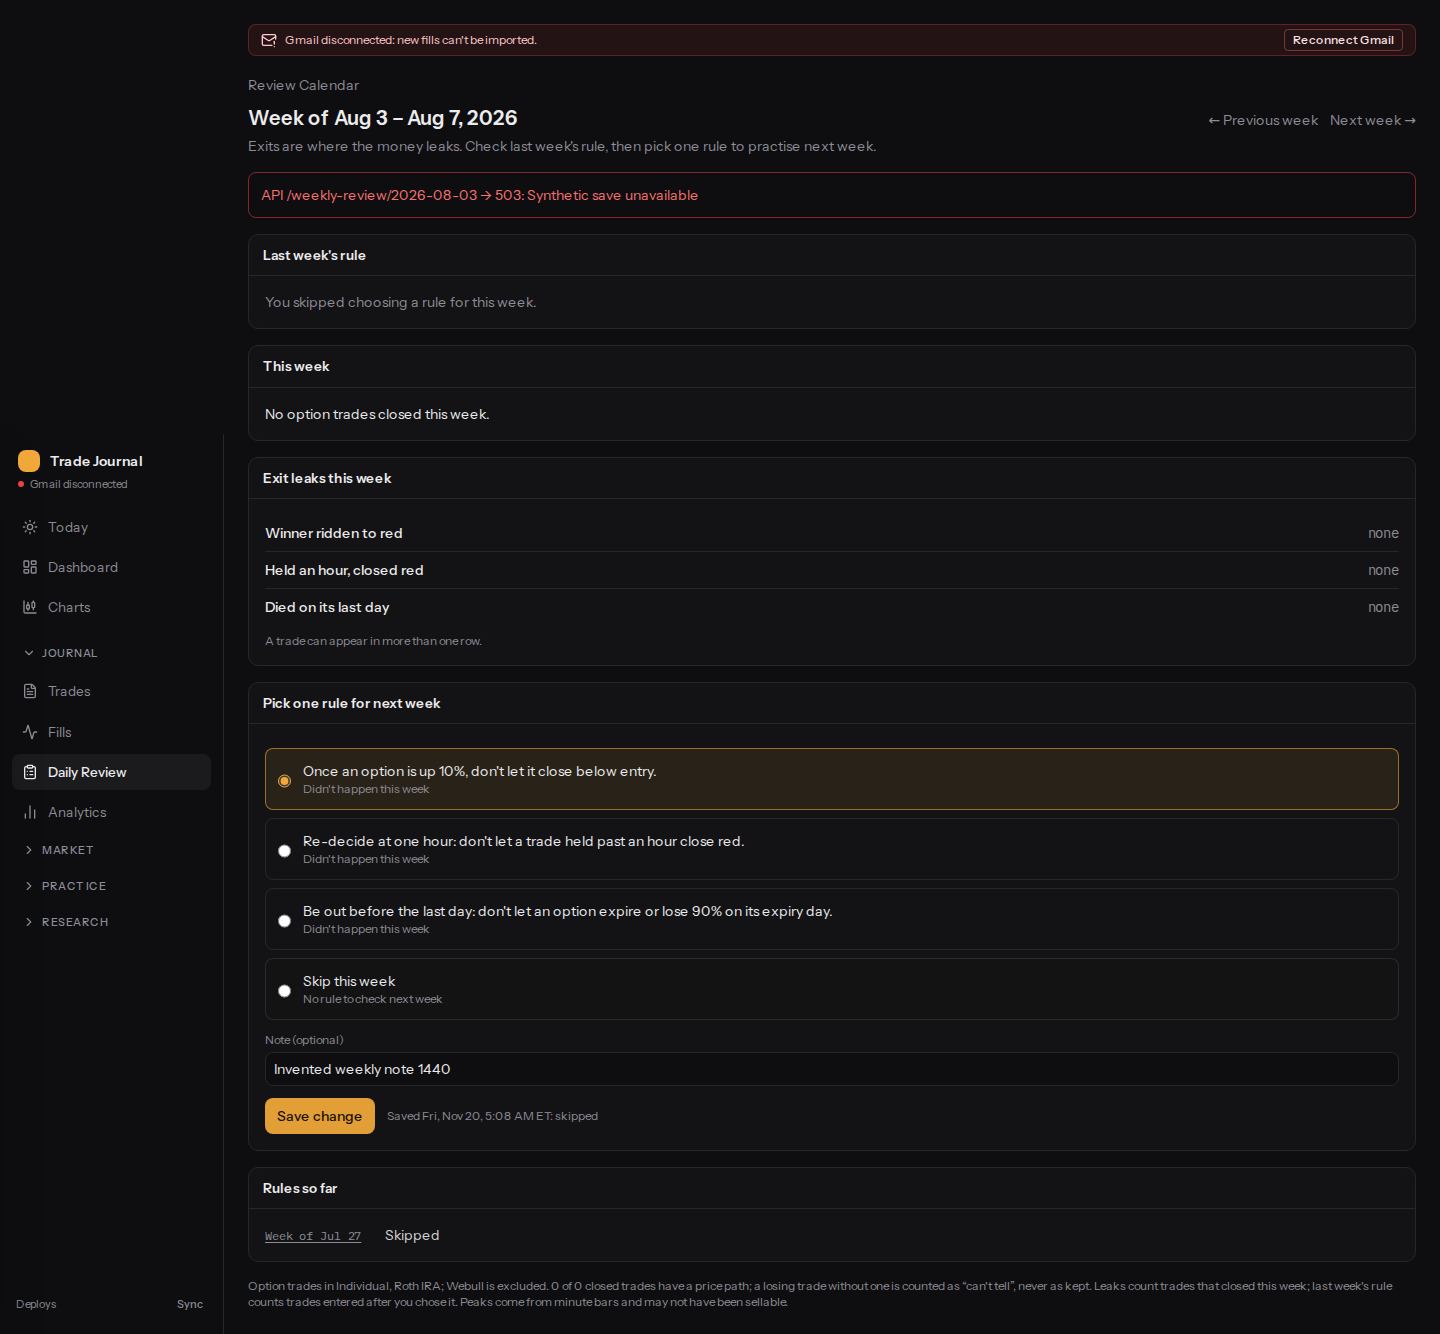 Gmail disconnected: new fills can't be imported.
Reconnect Gmail
Review Calendar
Week of Aug 3 – Aug 7, 2026
← Previous week
Next week →
Exits are where the money leaks. Check last week's rule, then pick one rule to practise next week.
API /weekly-review/2026-08-03 → 503: Synthetic save unavailable
Last week's rule
You skipped choosing a rule for this week.
This week
No option trades closed this week.
Exit leaks this week
Winner ridden to red
none
Held an hour, closed red
none
Died on its last day
none
A trade can appear in more than one row.
Pick one rule for next week
Once an option is up 10%, don't let it close below entry.
Didn't happen this week
Re-decide at one hour: don't let a trade held past an hour close red.
Didn't happen this week
Be out before the last day: don't let an option expire or lose 90% on its expiry day.
Didn't happen this week
Skip this week
No rule to check next week
Note (optional)
Invented weekly note 1440
Save change
Saved Fri, Nov 20, 5:08 AM ET: skipped
Rules so far
Week of Jul 27
Skipped
Option trades in Individual, Roth IRA; Webull is excluded. 0 of 0 closed trades have a price path; a losing trade without one is counted as “can't tell”, never as kept. Leaks count trades that closed this week; last week's rule
counts trades entered after you chose it. Peaks come from minute bars and may not have been sellable.
Trade Journal
Gmail disconnected
Today
Dashboard
Charts
JOURNAL
Trades
Fills
Daily Review
Analytics
MARKET
PRACTICE
RESEARCH
Deploys
Sync